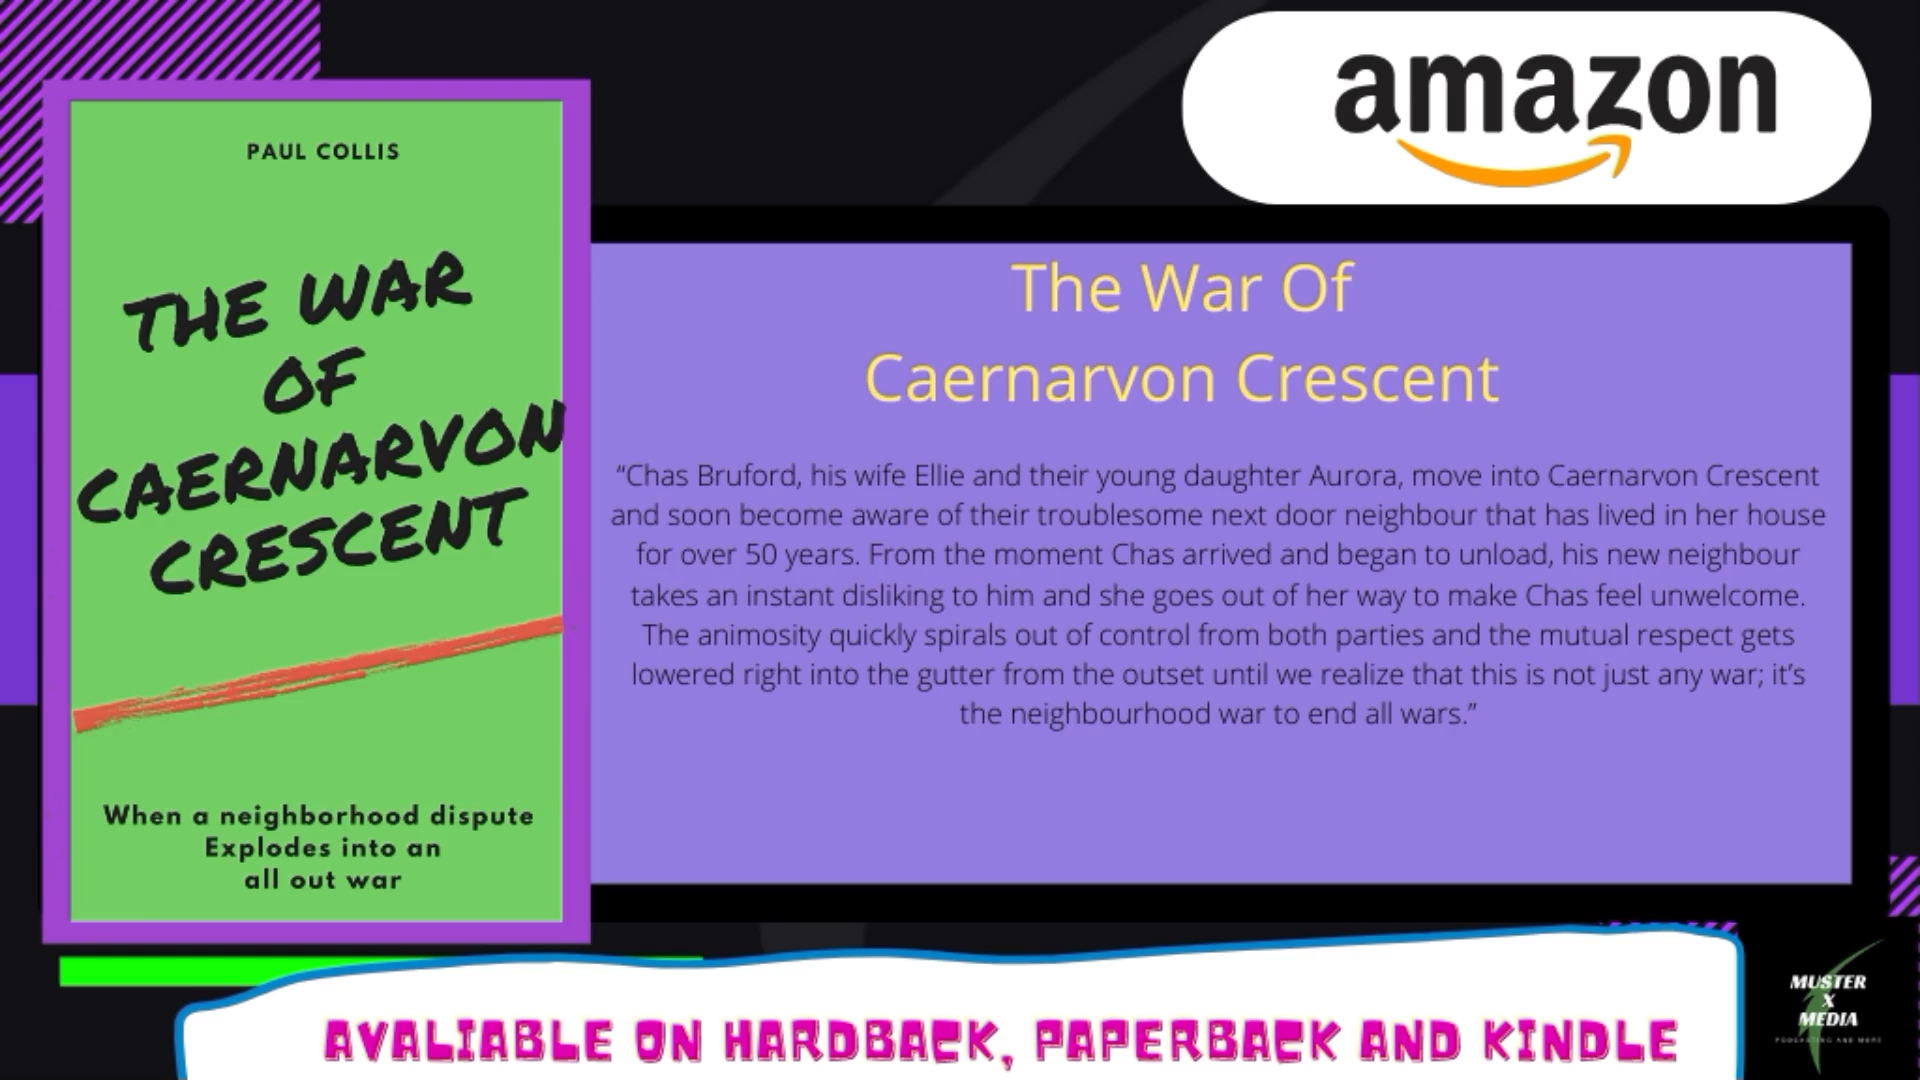 PAUL COLLIS
THE WAR
OF
CAERNARVON
CRESCENT
When a neighborhood dispute
Explodes into an
all out war
amazon
The War Of
Caernarvon Crescent
“Chas Bruford, his wife Ellie and their young daughter Aurora, move into Caernarvon Crescent
and soon become aware of their troublesome next door neighbour that has lived in her house
for over 50 years. From the moment Chas arrived and began to unload, his new neighbour
takes an instant disliking to him and she goes out of her way to make Chas feel unwelcome.
The animosity quickly spirals out of control from both parties and the mutual respect gets
lowered right into the gutter from the outset until we realize that this is not just any war; it’s
the neighbourhood war to end all wars.”
AVALIABLE ON HARDBACK, PAPERBACK AND KINDLE
MUSTER
X
MEDIA
PODCASTING AND MORE